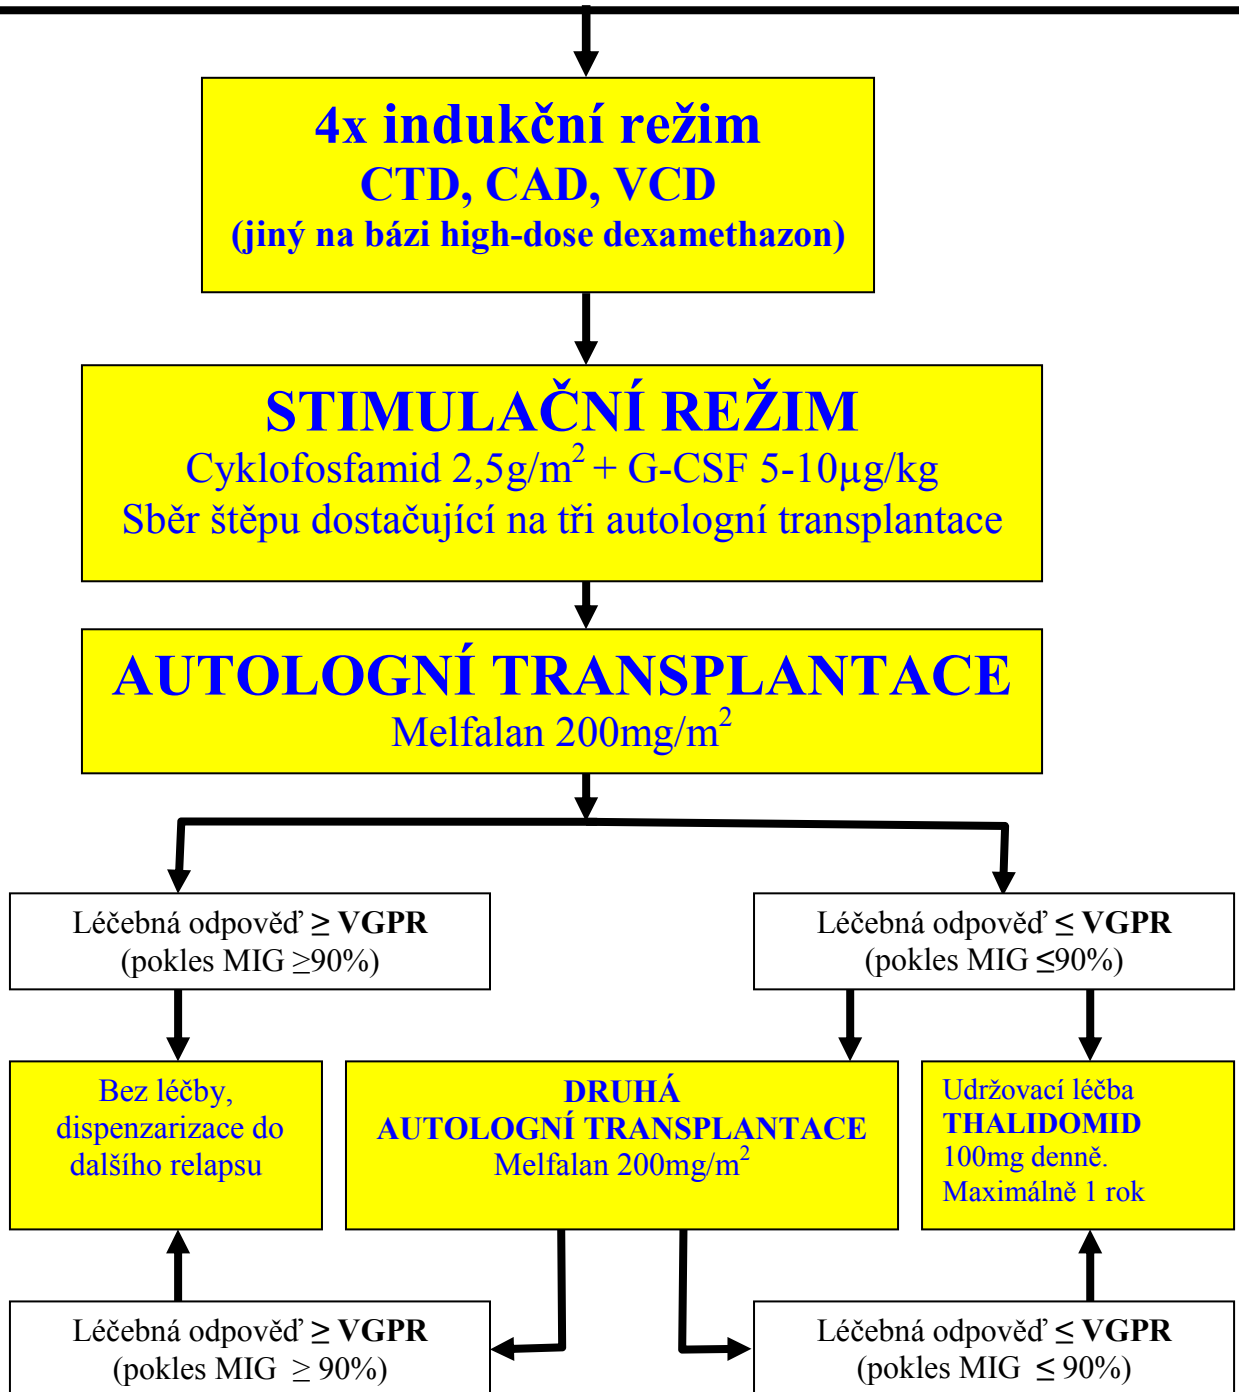 4x indukční režim
CTD, CAD, VCD
(jiný na bázi high-dose dexamethazon)
STIMULAČNÍ REŽIM
Cyklofosfamid 2,5g/m² + G-CSF 5-10µg/kg
Sběr štěpu dostačující na tři autologní transplantace
AUTOLOGNÍ TRANSPLANTACE
Melfalan 200mg/m²
Léčebná odpověď ≥ VGPR
(pokles MIG ≥90%)
Léčebná odpověď ≤ VGPR
(pokles MIG ≤90%)
Bez léčby,
dispenzarizace do
dalšího relapsu
DRUHÁ
AUTOLOGNÍ TRANSPLANTACE
Melfalan 200mg/m²
Udržovací léčba
THALIDOMID
100mg denně.
Maximálně 1 rok
Léčebná odpověď ≥ VGPR
(pokles MIG ≥ 90%)
Léčebná odpověď ≤ VGPR
(pokles MIG ≤ 90%)